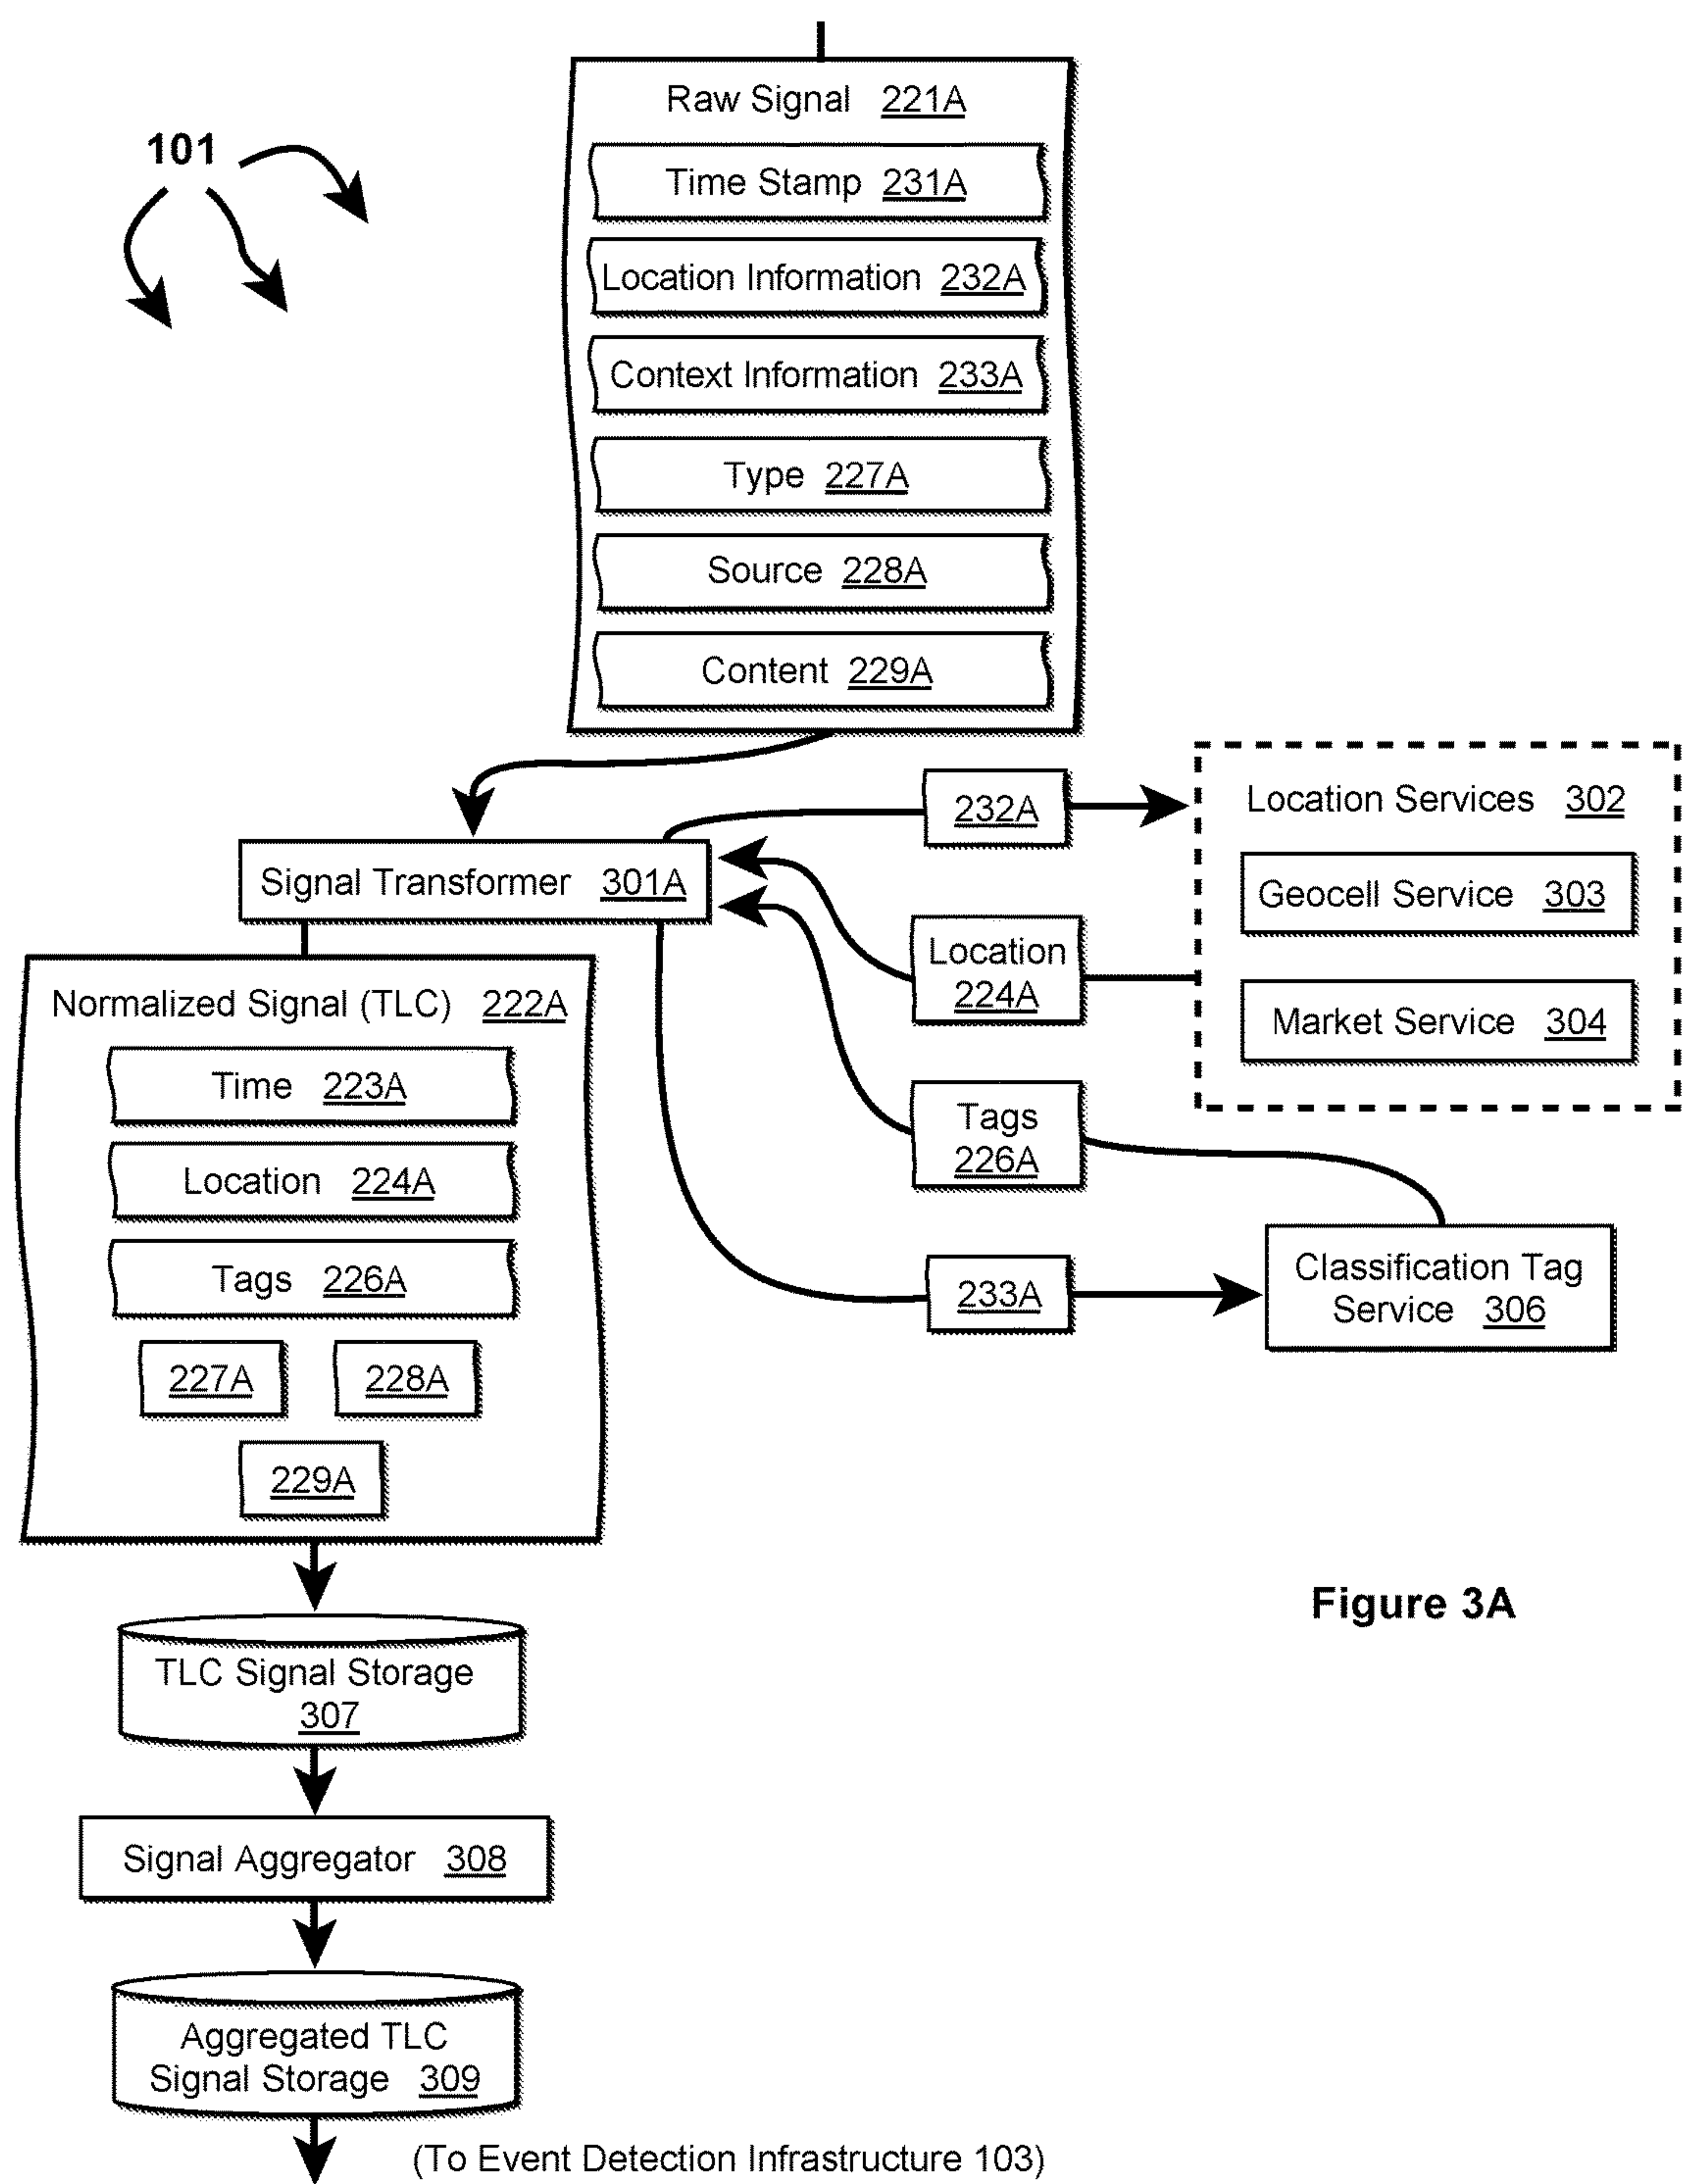 101
Raw Signal 221A
Time Stamp 231A
Location Information 232A
Context Information 233A
Type 227A
Source 228A
Content 229A
Signal Transformer 301A
232A
Location
224A
Tags
226A
233A
Location Services 302
Geocell Service 303
Market Service 304
Classification Tag
Service 306
Normalized Signal (TLC) 222A
Time 223A
Location 224A
Tags 226A
227A
228A
229A
TLC Signal Storage
307
Signal Aggregator 308
Aggregated TLC
Signal Storage 309
(To Event Detection Infrastructure 103)
Figure 3A